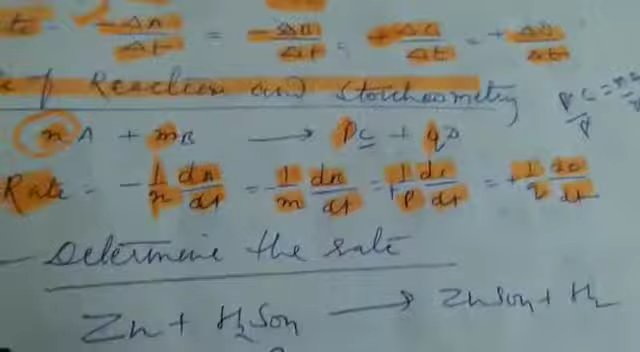 - ΔA/Δt = - ΔB/Δt = + ΔC/Δt = + ΔD/Δt
of Reaction and Stoicheometry
nA + mB → pC + qD
Rate = - 1/n dA/dt = - 1/m dB/dt = + 1/p dC/dt = + 1/q dD/dt
- Determine the rate
Zn + H2SO4 → ZnSO4 + H2